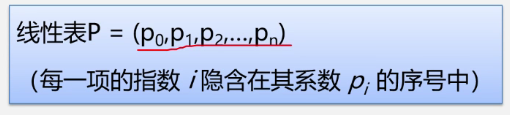 线性表P = (p₀,p₁,p₂,…,pₙ)
（每一项的指数 i 隐含在其系数 pᵢ 的序号中）